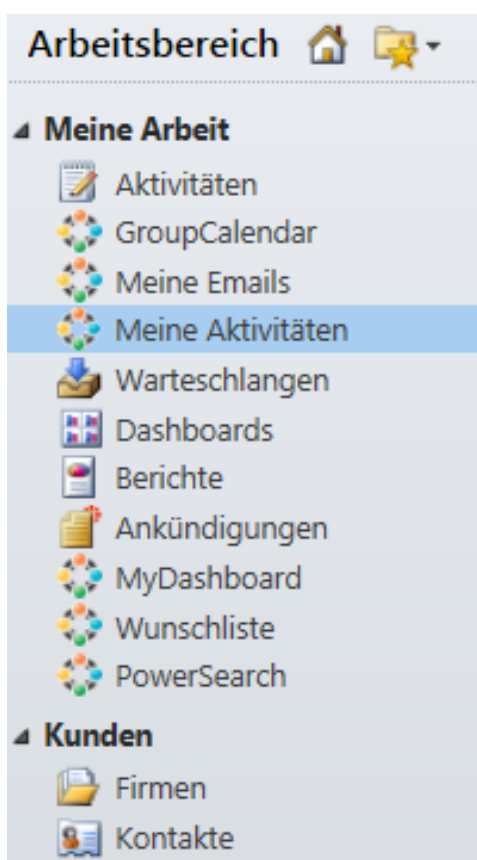 Arbeitsbereich
Meine Arbeit
Aktivitäten
GroupCalendar
Meine Emails
Meine Aktivitäten
Warteschlangen
Dashboards
Berichte
Ankündigungen
MyDashboard
Wunschliste
PowerSearch
Kunden
Firmen
Kontakte